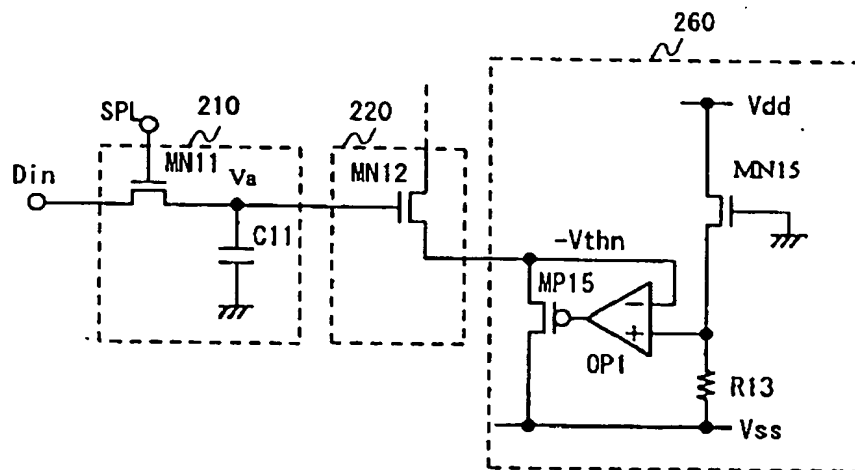 260
SPL
210
220
Vdd
Din
MN11
Va
MN12
MN15
C11
-Vthn
MP15
−
+
OP1
R13
Vss